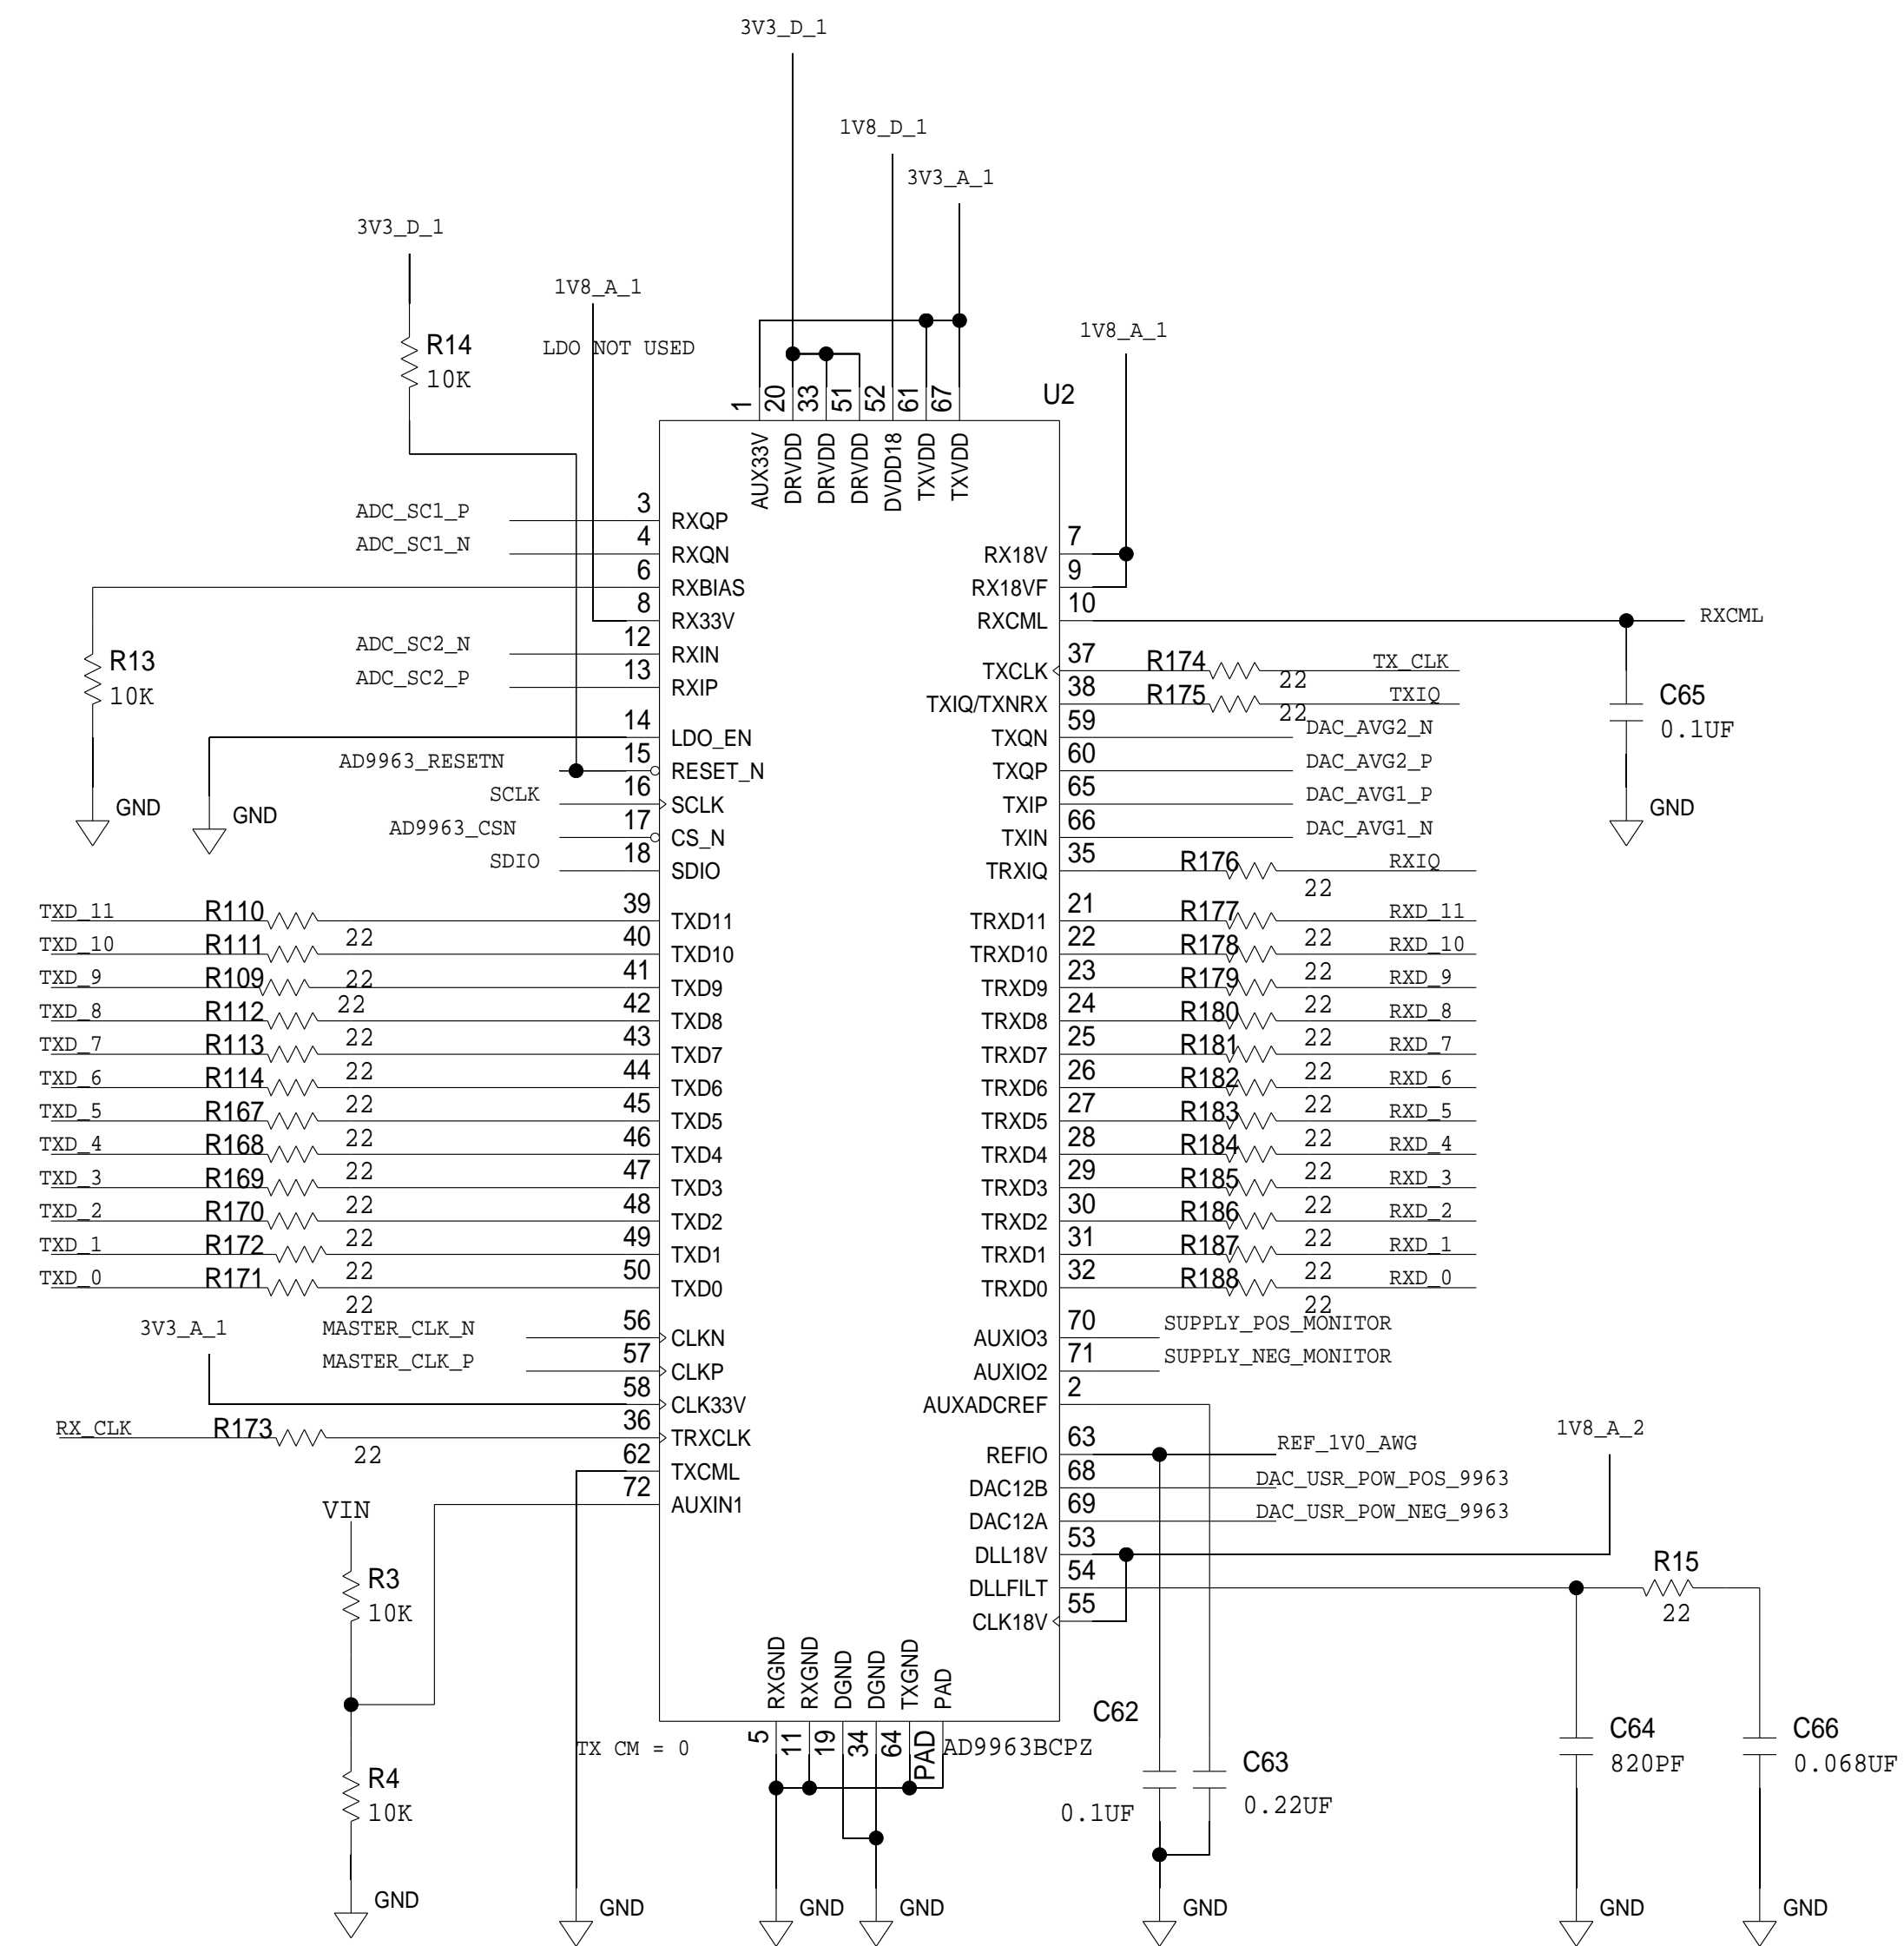 3V3_D_1
1V8_D_1
3V3_A_1
3V3_D_1
1V8_A_1
1V8_A_1
R14
10K
LDO NOT USED
U2
1
20
33
51
52
61
67
AUX33V
DRVDD
DRVDD
DRVDD
DVDD18
TXVDD
TXVDD
ADC_SC1_P 3 RXQP
ADC_SC1_N 4 RXQN
6 RXBIAS
8 RX33V
ADC_SC2_N 12 RXIN
ADC_SC2_P 13 RXIP
R13
10K
GND
14 LDO_EN
GND
AD9963_RESETN 15 RESET_N
SCLK 16 SCLK
AD9963_CSN 17 CS_N
SDIO 18 SDIO
TXD_11 R110 22 39 TXD11
TXD_10 R111 22 40 TXD10
TXD_9 R109 22 41 TXD9
TXD_8 R112 22 42 TXD8
TXD_7 R113 22 43 TXD7
TXD_6 R114 22 44 TXD6
TXD_5 R167 22 45 TXD5
TXD_4 R168 22 46 TXD4
TXD_3 R169 22 47 TXD3
TXD_2 R170 22 48 TXD2
TXD_1 R172 22 49 TXD1
TXD_0 R171 22 50 TXD0
3V3_A_1
MASTER_CLK_N 56 CLKN
MASTER_CLK_P 57 CLKP
58 CLK33V
RX_CLK R173 22 36 TRXCLK
62 TXCML
72 AUXIN1
VIN
R3
10K
R4
10K
GND
TX CM = 0
GND
RX18V 7
RX18VF 9
RXCML 10 RXCML
C65
0.1UF
GND
TXCLK 37 R174 22 TX_CLK
TXIQ/TXNRX 38 R175 22 TXIQ
TXQN 59 DAC_AVG2_N
TXQP 60 DAC_AVG2_P
TXIP 65 DAC_AVG1_P
TXIN 66 DAC_AVG1_N
TRXIQ 35 R176 22 RXIQ
TRXD11 21 R177 22 RXD_11
TRXD10 22 R178 22 RXD_10
TRXD9 23 R179 22 RXD_9
TRXD8 24 R180 22 RXD_8
TRXD7 25 R181 22 RXD_7
TRXD6 26 R182 22 RXD_6
TRXD5 27 R183 22 RXD_5
TRXD4 28 R184 22 RXD_4
TRXD3 29 R185 22 RXD_3
TRXD2 30 R186 22 RXD_2
TRXD1 31 R187 22 RXD_1
TRXD0 32 R188 22 RXD_0
AUXIO3 70 SUPPLY_POS_MONITOR
AUXIO2 71 SUPPLY_NEG_MONITOR
AUXADCREF 2
REFIO 63 REF_1V0_AWG
DAC12B 68 DAC_USR_POW_POS_9963
DAC12A 69 DAC_USR_POW_NEG_9963
DLL18V 53
1V8_A_2
DLLFILT 54
R15
22
CLK18V 55
RXGND
RXGND
DGND
DGND
TXGND
PAD
5
11
19
34
64
PAD
AD9963BCPZ
GND
GND
C62
0.1UF
C63
0.22UF
GND
C64
820PF
GND
C66
0.068UF
GND